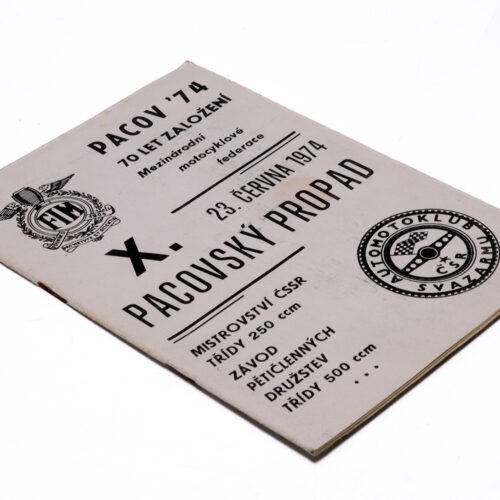 PACOV '74
70 LET ZALOŽENÍ
Mezinárodní
motocyklové
federace
FIM
X.
23. ČERVNA 1974
PACOVSKÝ PROPAD
AUTOMOTOKLUB
SVAZARMU
ČSR
MISTROVSTVÍ ČSSR
TŘÍDY 250 ccm
ZÁVOD
PĚTIČLENNÝCH
DRUŽSTEV
TŘÍDY 500 ccm
...